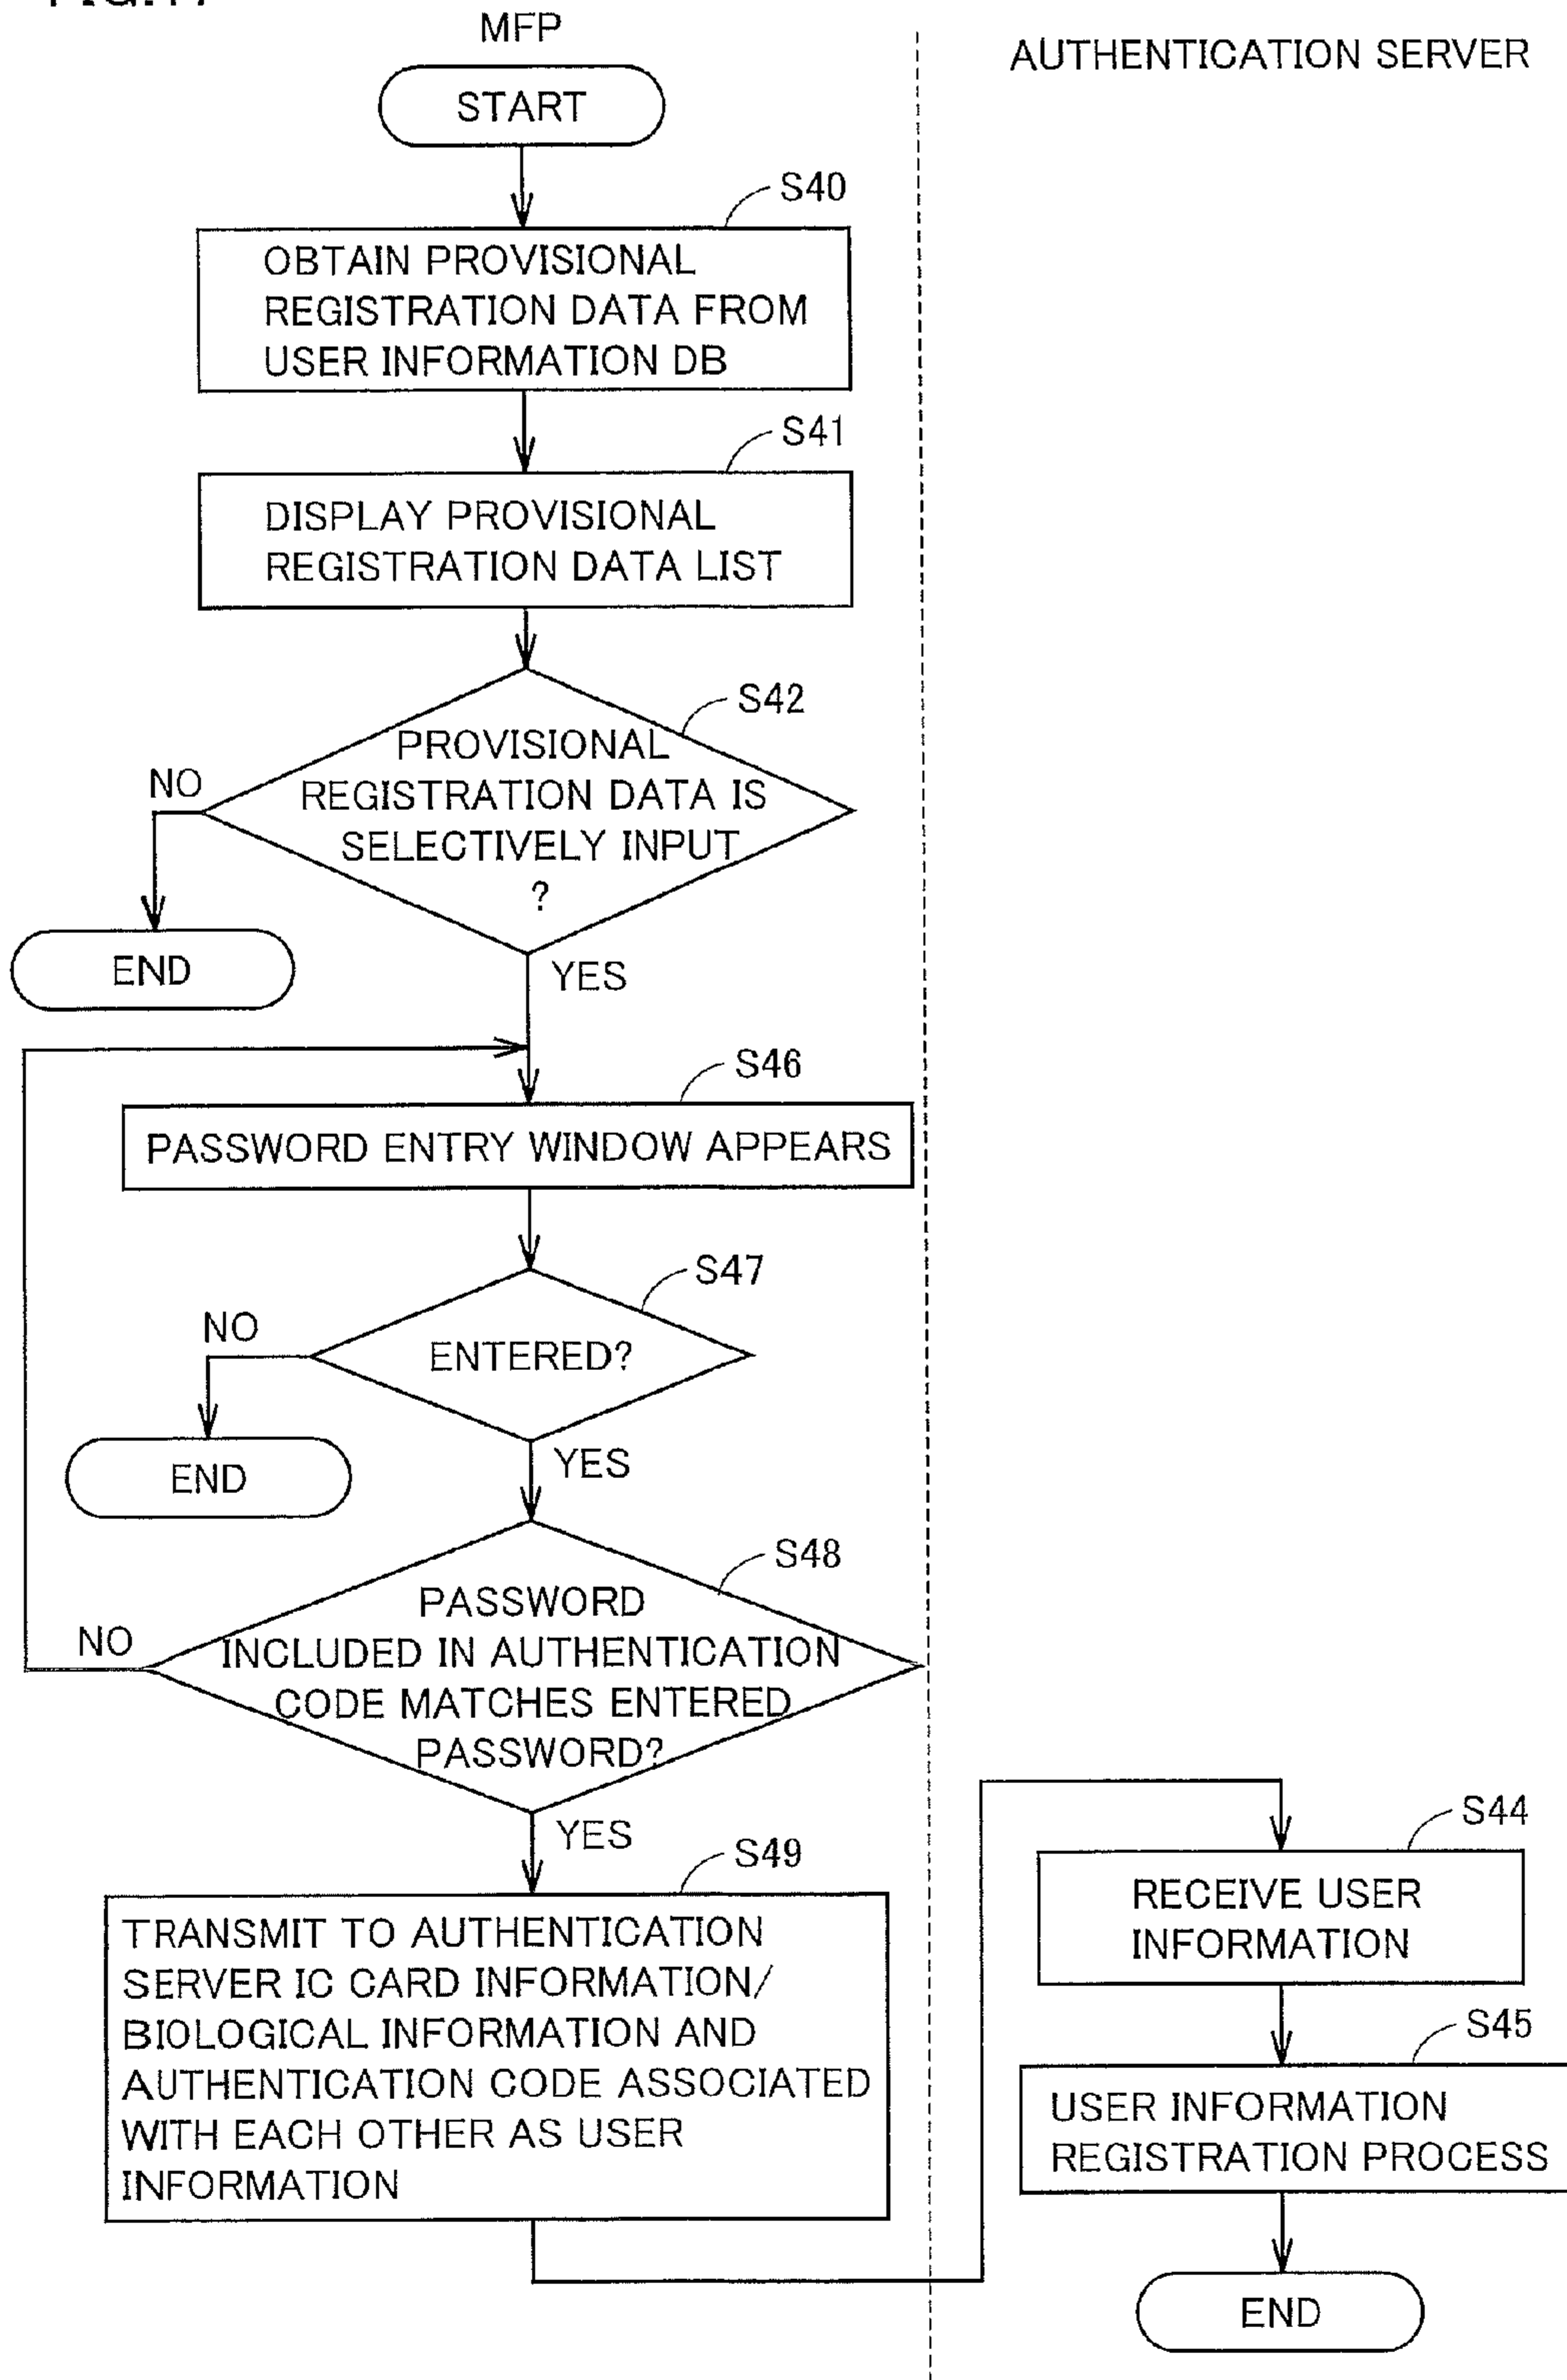 MFP
AUTHENTICATION SERVER
START
S40
OBTAIN PROVISIONAL
REGISTRATION DATA FROM
USER INFORMATION DB
S41
DISPLAY PROVISIONAL
REGISTRATION DATA LIST
S42
PROVISIONAL
REGISTRATION DATA IS
SELECTIVELY INPUT
?
NO
END
YES
S46
PASSWORD ENTRY WINDOW APPEARS
S47
ENTERED?
NO
END
YES
S48
PASSWORD
INCLUDED IN AUTHENTICATION
CODE MATCHES ENTERED
PASSWORD?
NO
YES
S49
TRANSMIT TO AUTHENTICATION
SERVER IC CARD INFORMATION/
BIOLOGICAL INFORMATION AND
AUTHENTICATION CODE ASSOCIATED
WITH EACH OTHER AS USER
INFORMATION
S44
RECEIVE USER
INFORMATION
S45
USER INFORMATION
REGISTRATION PROCESS
END